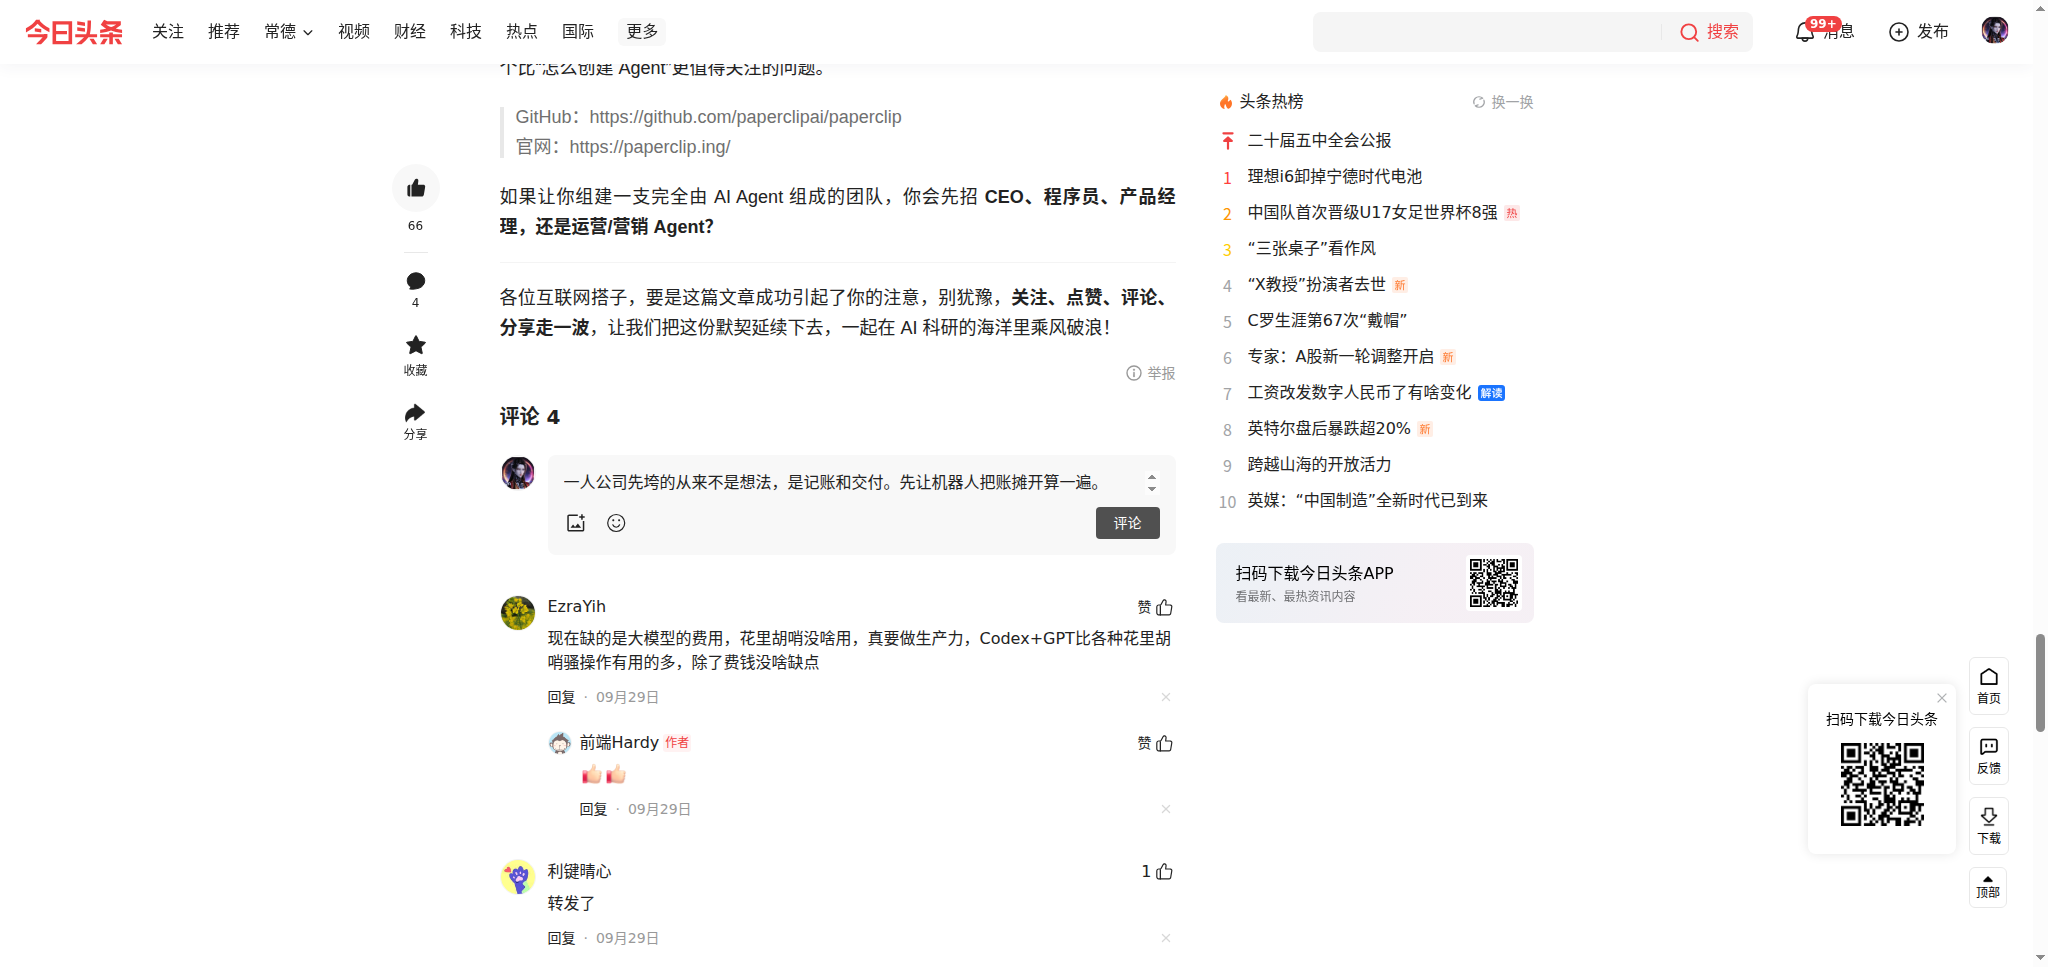 今日头条
关注
推荐
常德
视频
财经
科技
热点
国际
更多
搜索
99+
消息
发布
个比“怎么创建 Agent”更值得关注的问题。
GitHub：https://github.com/paperclipai/paperclip
官网：https://paperclip.ing/
如果让你组建一支完全由 AI Agent 组成的团队，你会先招 CEO、程序员、产品经
理，还是运营/营销 Agent？
各位互联网搭子，要是这篇文章成功引起了你的注意，别犹豫，关注、点赞、评论、
分享走一波，让我们把这份默契延续下去，一起在 AI 科研的海洋里乘风破浪！
举报
66
4
收藏
分享
评论 4
一人公司先垮的从来不是想法，是记账和交付。先让机器人把账摊开算一遍。
评论
EzraYih
赞
现在缺的是大模型的费用，花里胡哨没啥用，真要做生产力，Codex+GPT比各种花里胡
哨骚操作有用的多，除了费钱没啥缺点
回复 · 09月29日
前端Hardy 作者
赞
回复 · 09月29日
利键晴心
1
转发了
回复 · 09月29日
头条热榜
换一换
二十届五中全会公报
1 理想i6卸掉宁德时代电池
2 中国队首次晋级U17女足世界杯8强 热
3 “三张桌子”看作风
4 “X教授”扮演者去世 新
5 C罗生涯第67次“戴帽”
6 专家：A股新一轮调整开启 新
7 工资改发数字人民币了有啥变化 解读
8 英特尔盘后暴跌超20% 新
9 跨越山海的开放活力
10 英媒：“中国制造”全新时代已到来
扫码下载今日头条APP
看最新、最热资讯内容
扫码下载今日头条
首页
反馈
下载
顶部